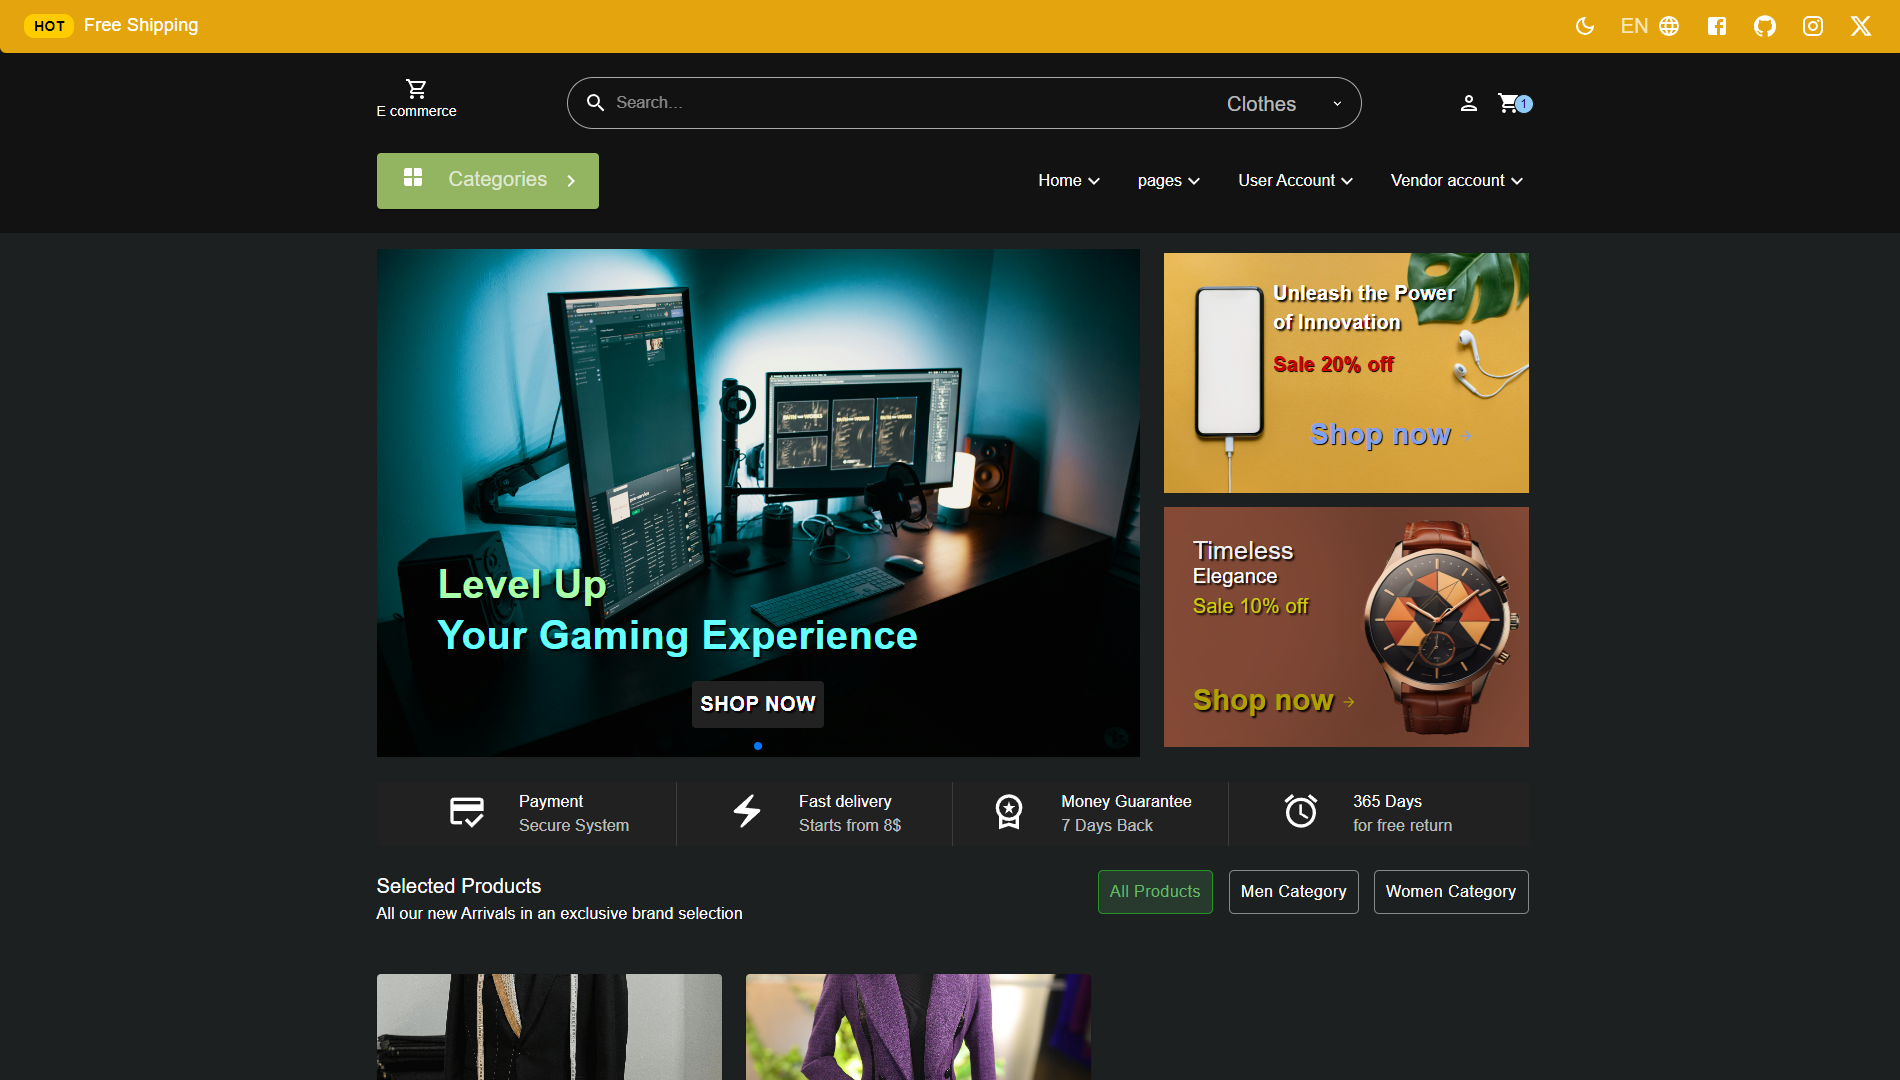 HOT Free Shipping
EN
E commerce
Search...
Clothes
1
Categories
Home
pages
User Account
Vendor account
Level Up
Your Gaming Experience
SHOP NOW
Unleash the Power
of Innovation
Sale 20% off
Shop now
Timeless
Elegance
Sale 10% off
Shop now
Payment
Secure System
Fast delivery
Starts from 8$
Money Guarantee
7 Days Back
365 Days
for free return
Selected Products
All our new Arrivals in an exclusive brand selection
All Products
Men Category
Women Category